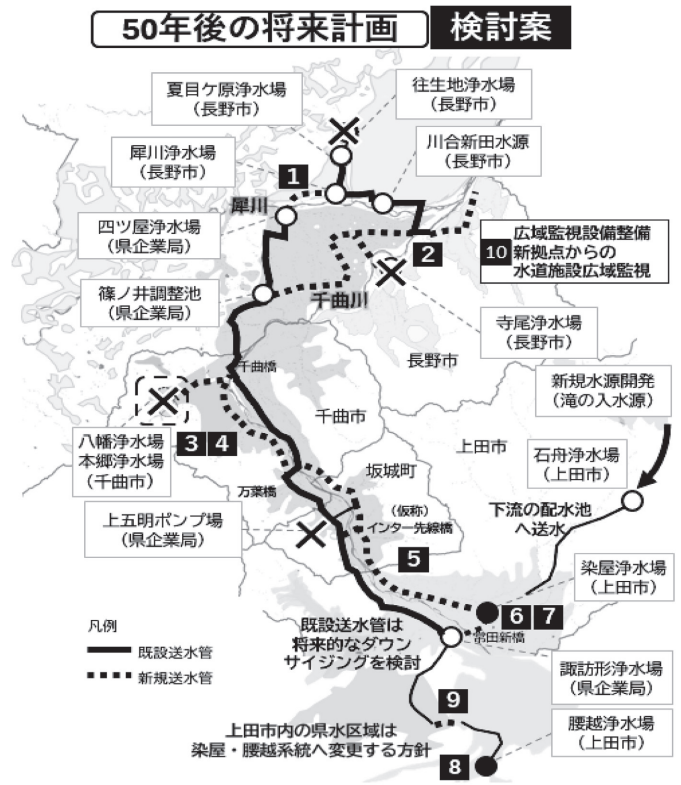 50年後の将来計画 検討案
夏目ケ原浄水場
（長野市）
往生地浄水場
（長野市）
犀川浄水場
（長野市）
川合新田水源
（長野市）
1
犀川
四ツ屋浄水場
（県企業局）
2
10
広域監視設備整備
新拠点からの
水道施設広域監視
篠ノ井調整池
（県企業局）
千曲川
寺尾浄水場
（長野市）
長野市
千曲橋
新規水源開発
（滝の入水源）
千曲市
八幡浄水場
本郷浄水場
（千曲市）
3 4
上田市
坂城町
石舟浄水場
（上田市）
万葉橋
上五明ポンプ場
（県企業局）
（仮称）
インター先線橋
下流の配水池
へ送水
5
染屋浄水場
（上田市）
6 7
凡例
既設送水管
新規送水管
既設送水管は
将来的なダウン
サイジングを検討
常田新橋
諏訪形浄水場
（県企業局）
9
腰越浄水場
（上田市）
上田市内の県水区域は
染屋・腰越系統へ変更する方針
8